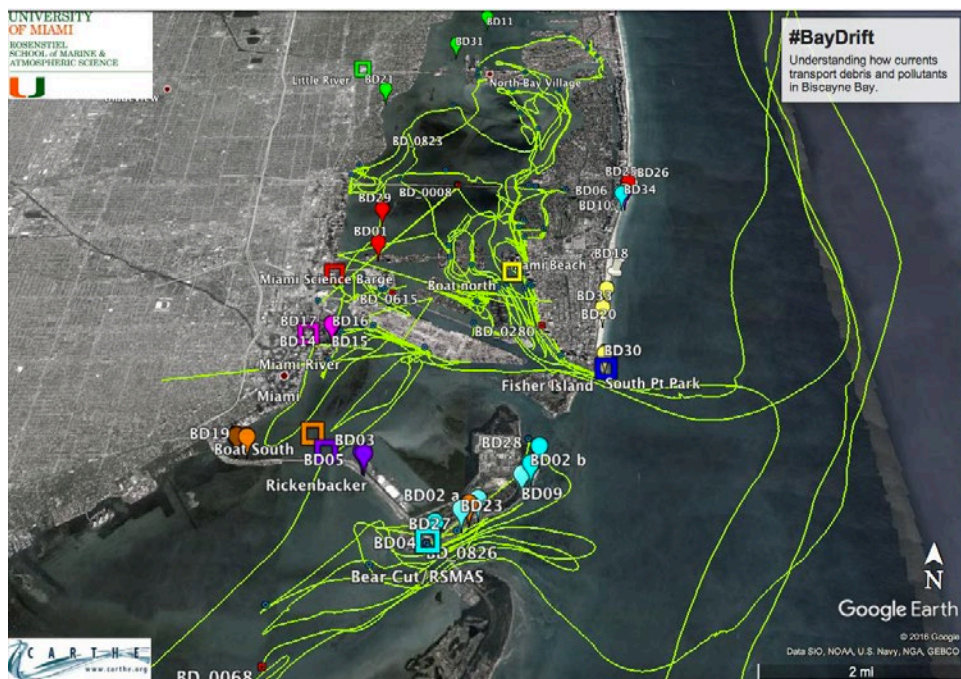 UNIVERSITY
OF MIAMI
ROSENSTIEL
SCHOOL of MARINE &
ATMOSPHERIC SCIENCE
#BayDrift
Understanding how currents
transport debris and pollutants
in Biscayne Bay.
BD11
BD31
Little River
BD21
North Bay Village
BD_0823
BD_0008
BD26
BD06
BD34
BD10
BD29
BD01
BD18
Miami Science Barge
ami Beach
Boat north
BD_0615
BD33
BD20
BD17
BD16
BD14
BD15
BD_0280
BD30
Miami River
Miami
Fisher Island
South Pt Park
BD19
Boat South
BD03
BD05
BD28
BD02 b
Rickenbacker
BD09
BD02 a
BD23
BD27
BD04
BD_0826
Bear Cut/RSMAS
N
Google Earth
© 2016 Google
Data SIO, NOAA, U.S. Navy, NGA, GEBCO
2 mi
CARTHE
www.carthe.org
BD_0068